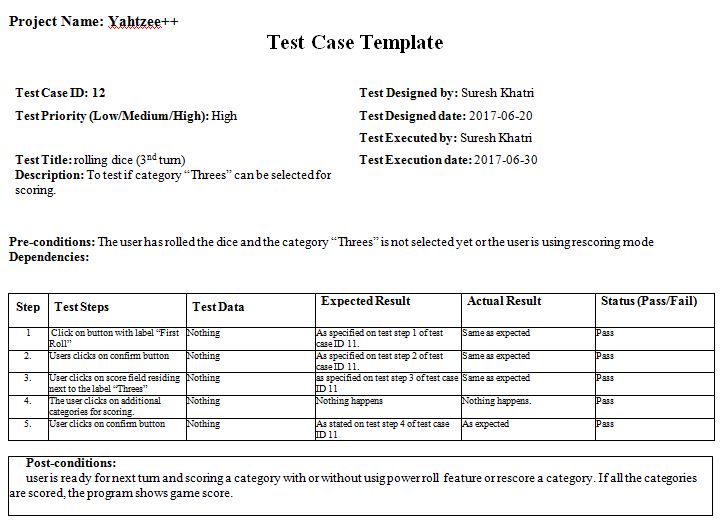 Project Name: Yahtzee++
Test Case Template
Test Case ID: 12
Test Designed by: Suresh Khatri
Test Priority (Low/Medium/High): High
Test Designed date: 2017-06-20
Test Executed by: Suresh Khatri
Test Title: rolling dice (3nd turn)
Test Execution date: 2017-06-30
Description: To test if category “Threes” can be selected for
scoring.
Pre-conditions: The user has rolled the dice and the category “Threes” is not selected yet or the user is using rescoring mode
Dependencies:
Step Test Steps Test Data Expected Result Actual Result Status (Pass/Fail)
1 Click on button with label “First Nothing As specified on test step 1 of test Same as expected Pass
Roll” case ID 11.
2. Users clicks on confirm button Nothing As specified on test step 2 of test Same as expected Pass
case ID 11.
3. User clicks on score field residing Nothing as specified on test step 3 of test case Same as expected Pass
next to the label “Threes” ID 11
4. The user clicks on additional Nothing Nothing happens Nothing happens. Pass
categories for scoring.
5. User clicks on confirm button Nothing As stated on test step 4 of test case As expected Pass
ID 11
Post-conditions:
user is ready for next turn and scoring a category with or without usig power roll feature or rescore a category. If all the categories
are scored, the program shows game score.